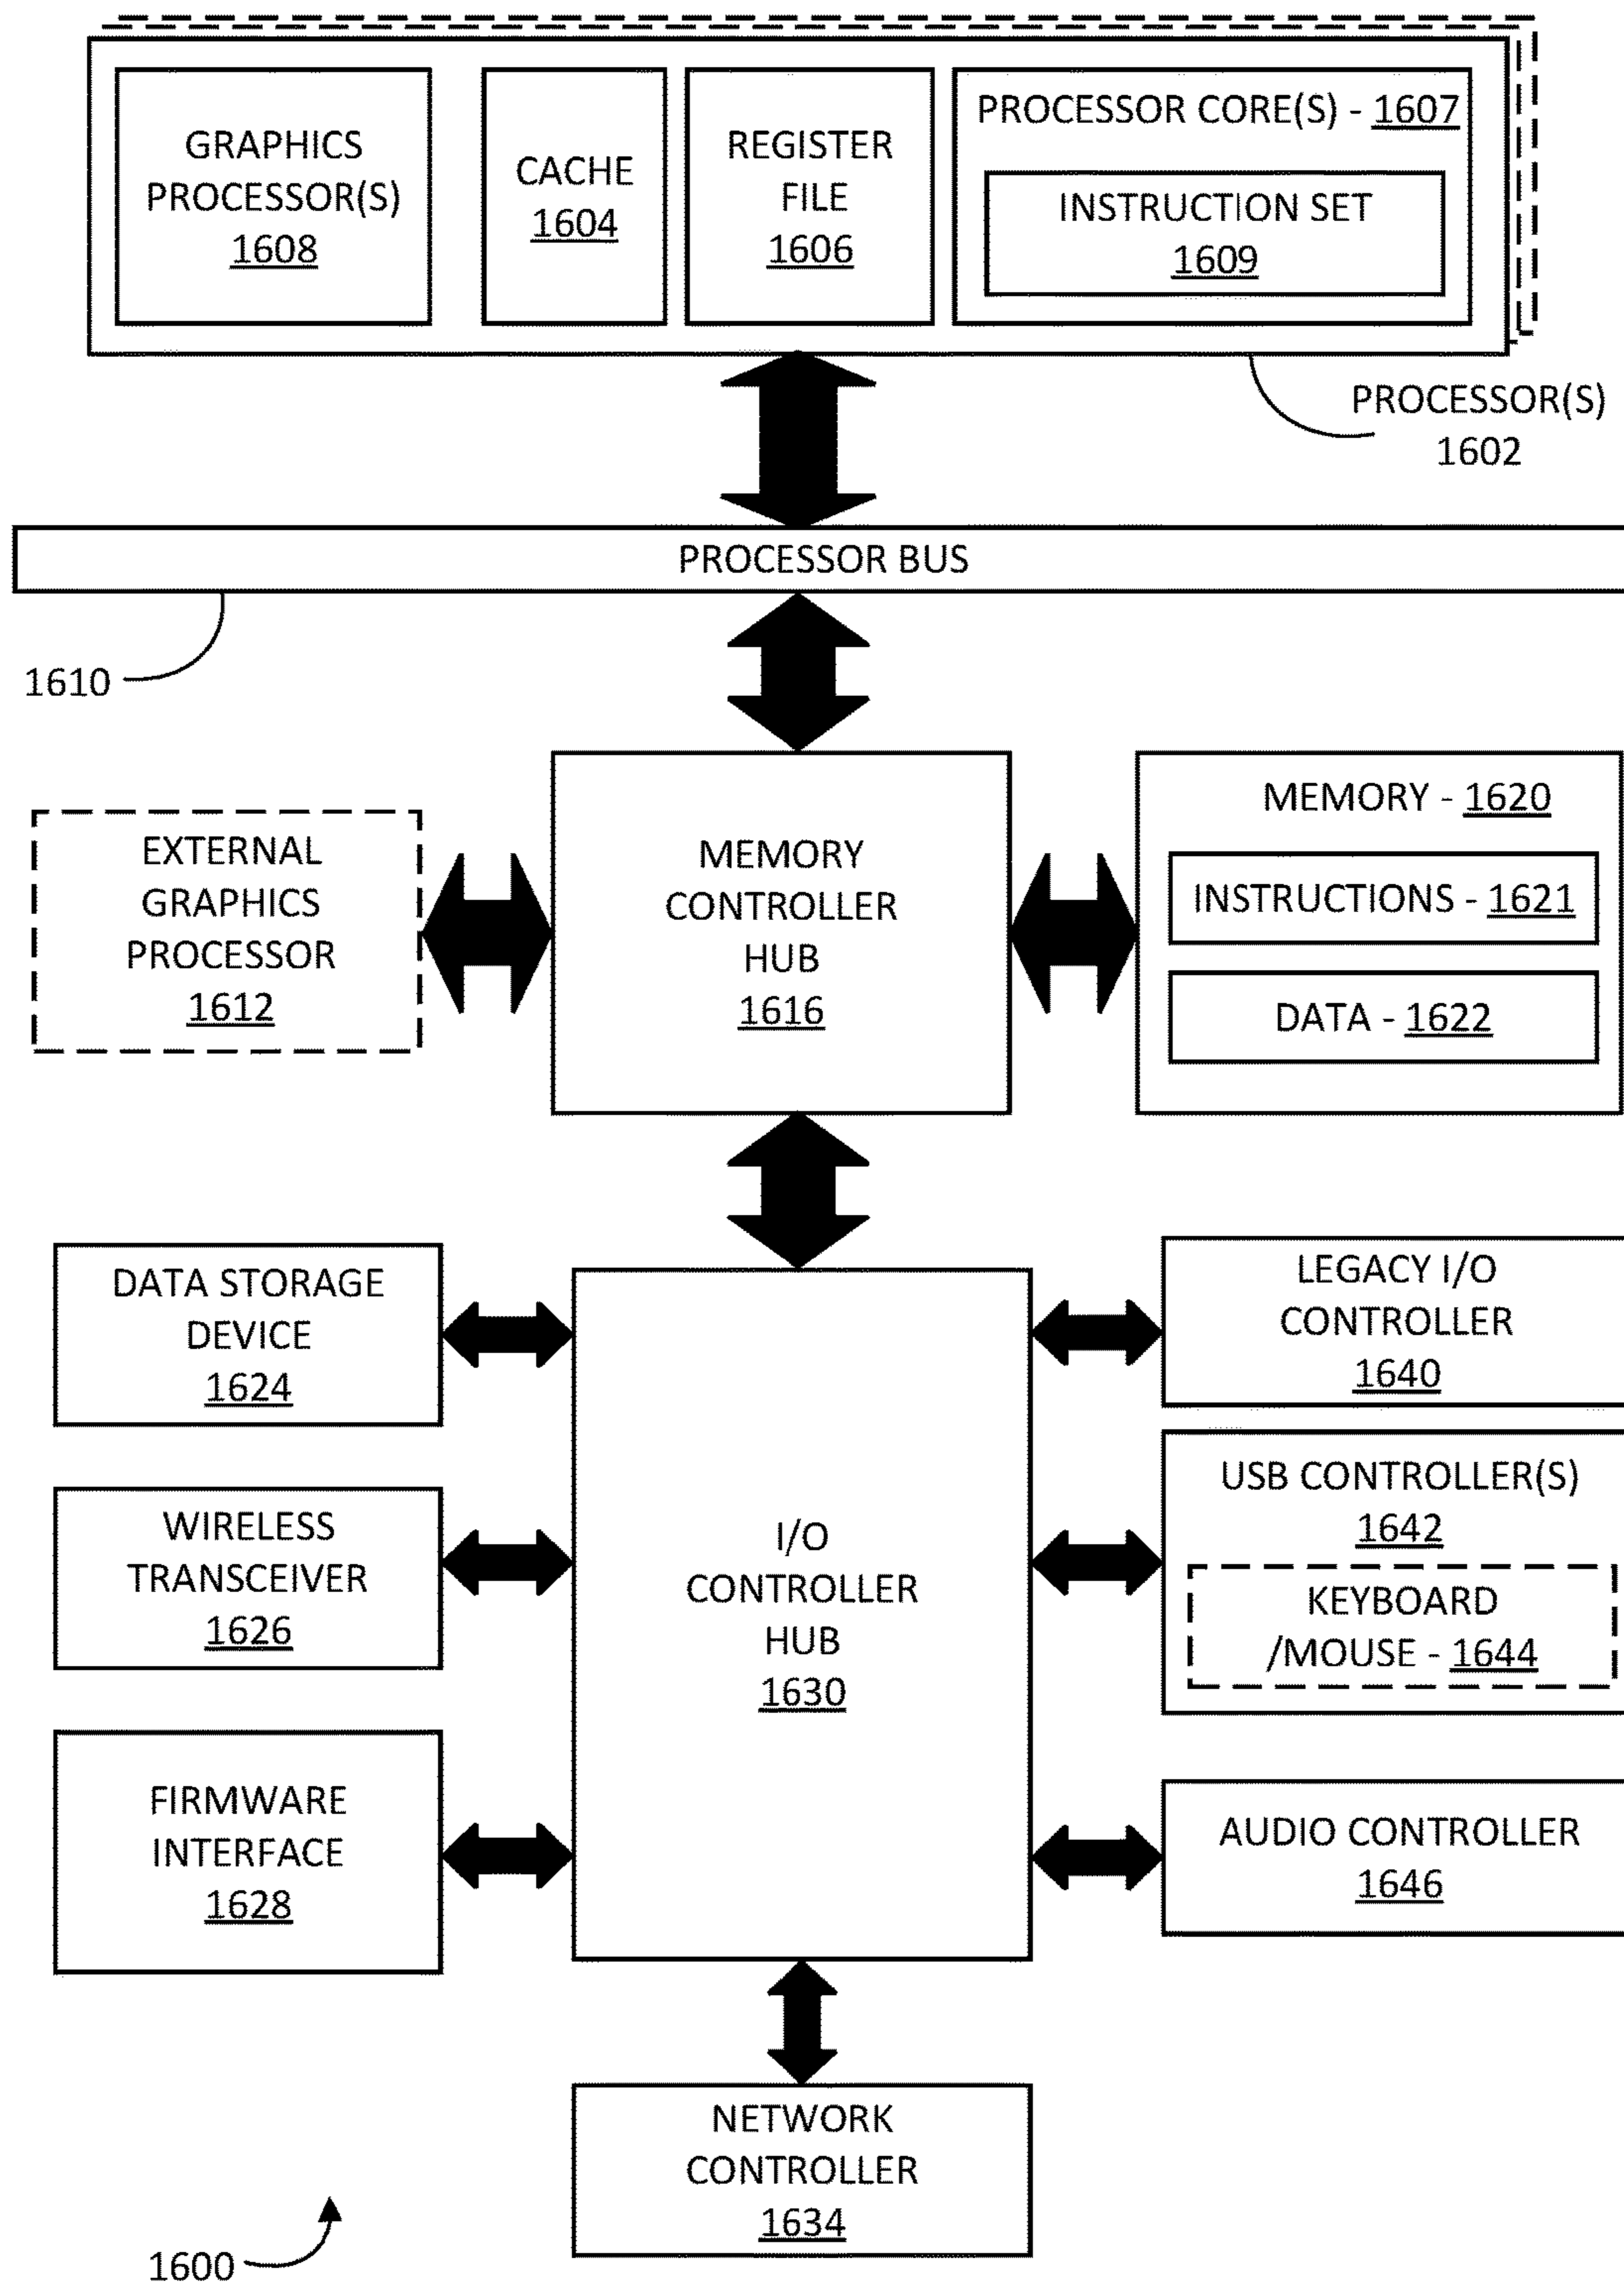 GRAPHICS
PROCESSOR(S)
1608
CACHE
1604
REGISTER
FILE
1606
PROCESSOR CORE(S) - 1607
INSTRUCTION SET
1609
PROCESSOR(S)
1602
PROCESSOR BUS
1610
EXTERNAL
GRAPHICS
PROCESSOR
1612
MEMORY
CONTROLLER
HUB
1616
MEMORY - 1620
INSTRUCTIONS - 1621
DATA - 1622
DATA STORAGE
DEVICE
1624
WIRELESS
TRANSCEIVER
1626
FIRMWARE
INTERFACE
1628
I/O
CONTROLLER
HUB
1630
LEGACY I/O
CONTROLLER
1640
USB CONTROLLER(S)
1642
KEYBOARD
/MOUSE - 1644
AUDIO CONTROLLER
1646
NETWORK
CONTROLLER
1634
1600